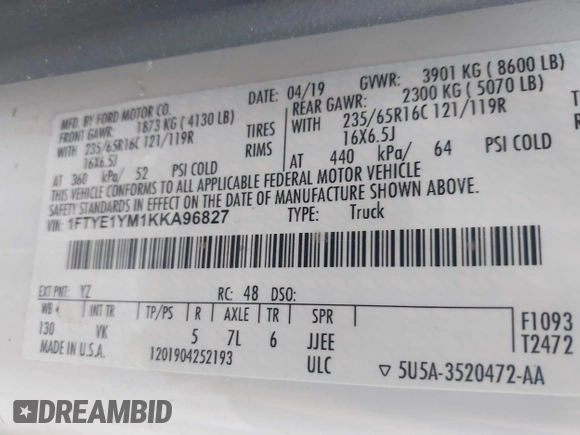 MFD. BY FORD MOTOR CO.
DATE: 04/19 GVWR: 3901 KG ( 8600 LB)
FRONT GAWR: 1873 KG ( 4130 LB)
REAR GAWR: 2300 KG ( 5070 LB)
WITH 235/65R16C 121/119R TIRES
WITH 235/65R16C 121/119R
16X6.5J RIMS
16X6.5J
AT 360 kPa/ 52 PSI COLD
AT 440 kPa/ 64 PSI COLD
THIS VEHICLE CONFORMS TO ALL APPLICABLE FEDERAL MOTOR VEHICLE
SAFETY STANDARDS IN EFFECT ON THE DATE OF MANUFACTURE SHOWN ABOVE.
VIN: 1FTYE1YM1KKA96827 TYPE: Truck
EXT PNT: YZ RC: 48 DSO:
WB INT TR TP/PS R AXLE TR SPR
130 VK 5 7L 6 JJEE
MADE IN U.S.A. 1201904252193 ULC
F1093
T2472
▽ 5U5A-3520472-AA
DREAMBID